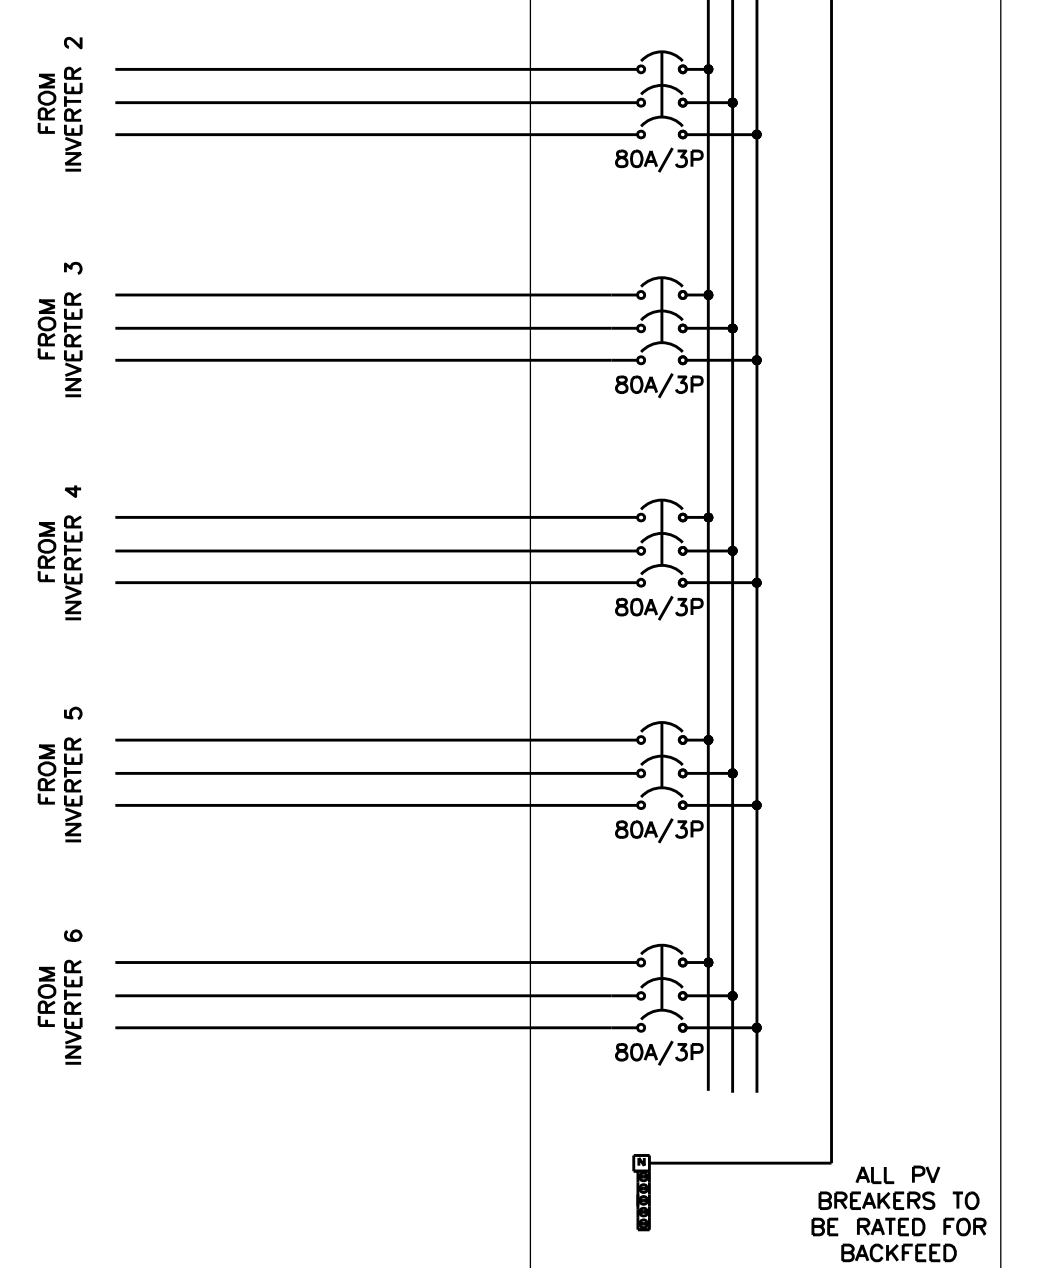 FROM
INVERTER 2
80A/3P
FROM
INVERTER 3
80A/3P
FROM
INVERTER 4
80A/3P
FROM
INVERTER 5
80A/3P
FROM
INVERTER 6
80A/3P
N
ALL PV
BREAKERS TO
BE RATED FOR
BACKFEED